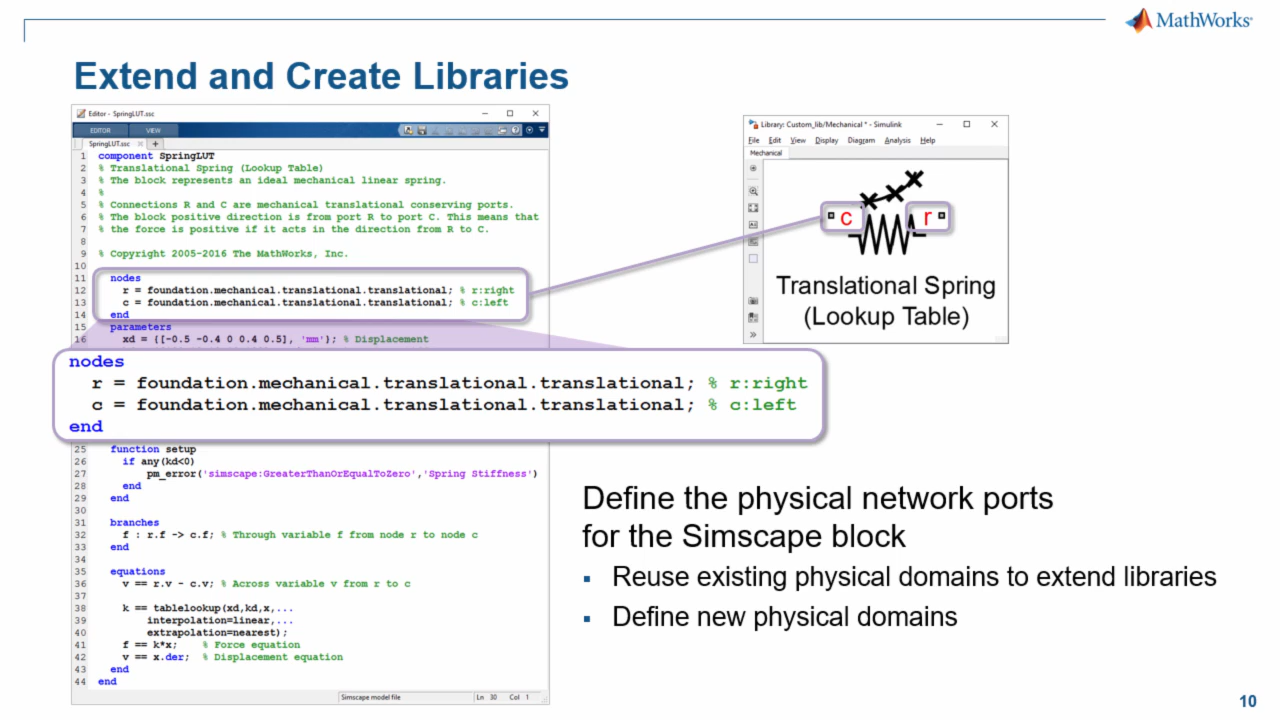 MathWorks
Extend and Create Libraries
Editor - SpringLUT.ssc
EDITOR VIEW
SpringLUT.ssc
1 component SpringLUT
2 % Translational Spring (Lookup Table)
3 % The block represents an ideal mechanical linear spring.
4 %
5 % Connections R and C are mechanical translational conserving ports.
6 % The block positive direction is from port R to port C. This means that
7 % the force is positive if it acts in the direction from R to C.
8
9 % Copyright 2005-2016 The MathWorks, Inc.
10
11 nodes
12 r = foundation.mechanical.translational.translational; % r:right
13 c = foundation.mechanical.translational.translational; % c:left
14 end
15 parameters
16 xd = {[-0.5 -0.4 0 0.4 0.5], 'mm'}; % Displacement
nodes
r = foundation.mechanical.translational.translational; % r:right
c = foundation.mechanical.translational.translational; % c:left
end
25 function setup
26 if any(kd<0)
27 pm_error('simscape:GreaterThanOrEqualToZero','Spring Stiffness')
28 end
29 end
30
31 branches
32 f : r.f -> c.f; % Through variable f from node r to node c
33 end
34
35 equations
36 v == r.v - c.v; % Across variable v from r to c
37
38 k == tablelookup(xd,kd,x,...
39 interpolation=linear,...
40 extrapolation=nearest);
41 f == k*x; % Force equation
42 v == x.der; % Displacement equation
43 end
44 end
Simscape model file Ln 30 Col 1
Library: Custom_lib/Mechanical * - Simulink
File Edit View Display Diagram Analysis Help
Mechanical
c r
Translational Spring
(Lookup Table)
Define the physical network ports
for the Simscape block
▪ Reuse existing physical domains to extend libraries
▪ Define new physical domains
10